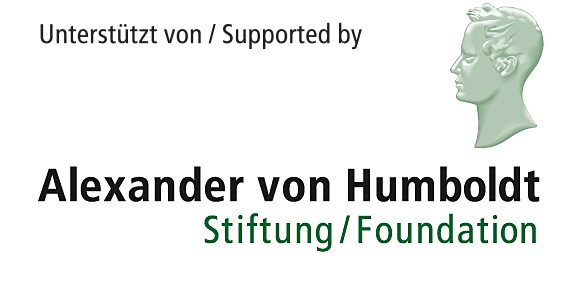 Unterstützt von / Supported by
Alexander von Humboldt
Stiftung / Foundation